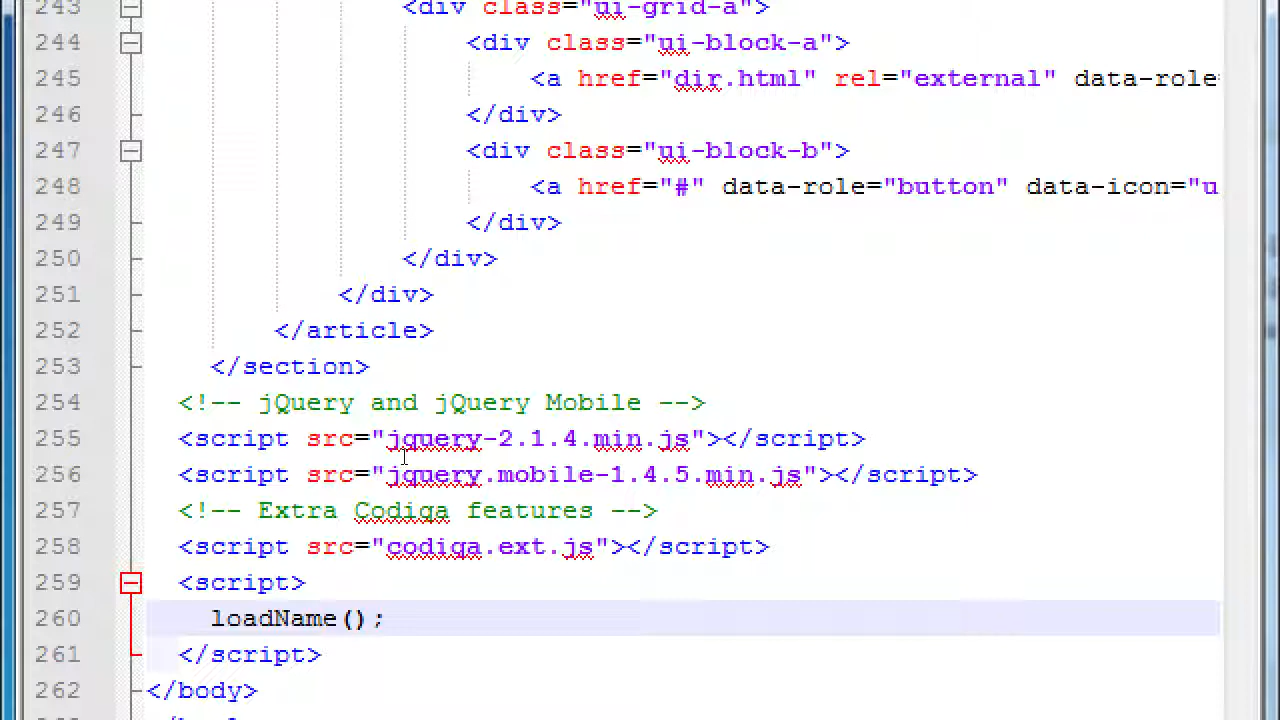 243 <div class="ui-grid-a">
244 <div class="ui-block-a">
245 <a href="dir.html" rel="external" data-role
246 </div>
247 <div class="ui-block-b">
248 <a href="#" data-role="button" data-icon="u
249 </div>
250 </div>
251 </div>
252 </article>
253 </section>
254 <!-- jQuery and jQuery Mobile -->
255 <script src="jquery-2.1.4.min.js"></script>
256 <script src="jquery.mobile-1.4.5.min.js"></script>
257 <!-- Extra Codiqa features -->
258 <script src="codiqa.ext.js"></script>
259 <script>
260 loadName();
261 </script>
262 </body>